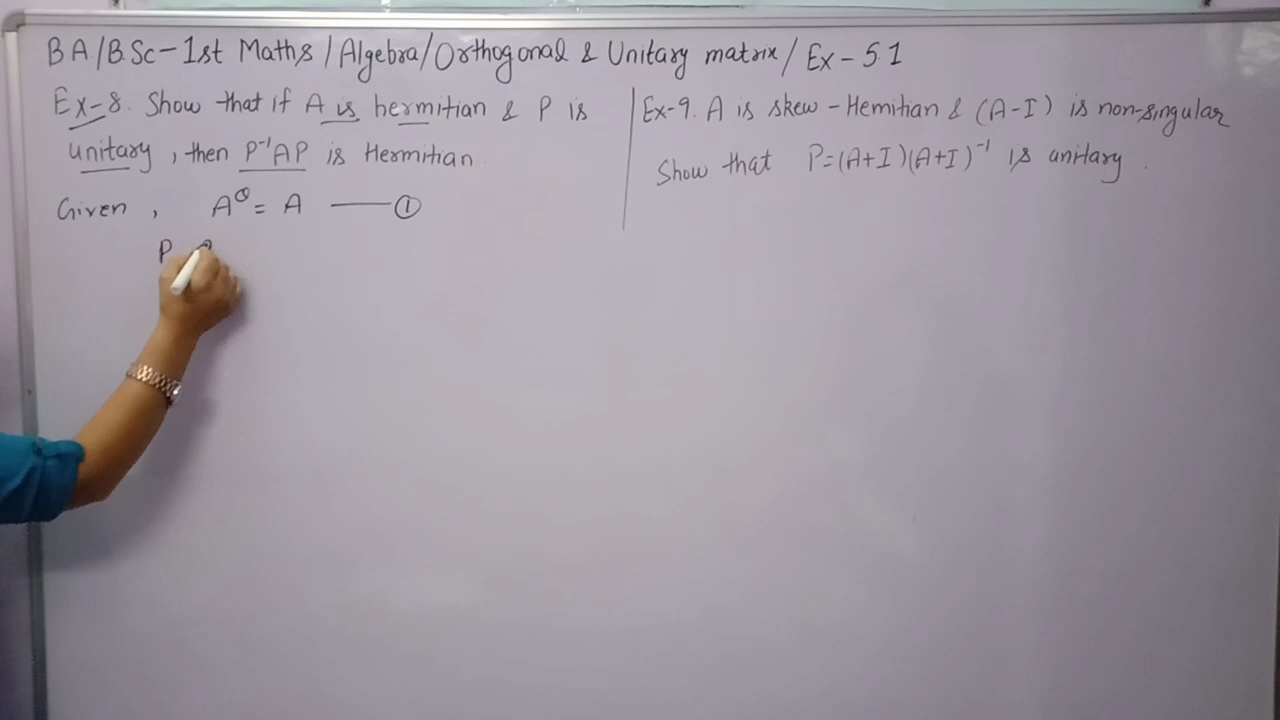 BA/B.Sc-1st Maths / Algebra/Orthogonal & Unitary matrix / Ex - 5.1
Ex-8. Show that if A is hermitian & P is
unitary, then P⁻¹AP is Hermitian
Given, A^θ = A —— ①
P
Ex-9. A is skew-Hemitian & (A-I) is non-singular
Show that P=(A+I)(A+I)⁻¹ is unitary.